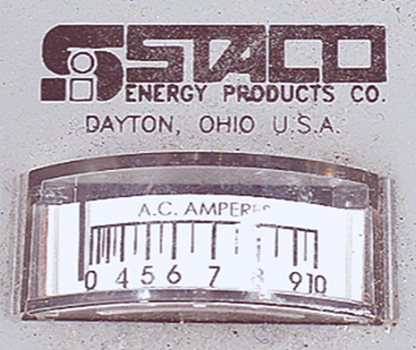 STACO
ENERGY PRODUCTS CO.
DAYTON, OHIO U.S.A.
A.C. AMPERES
0 4 5 6 7 8 9 10